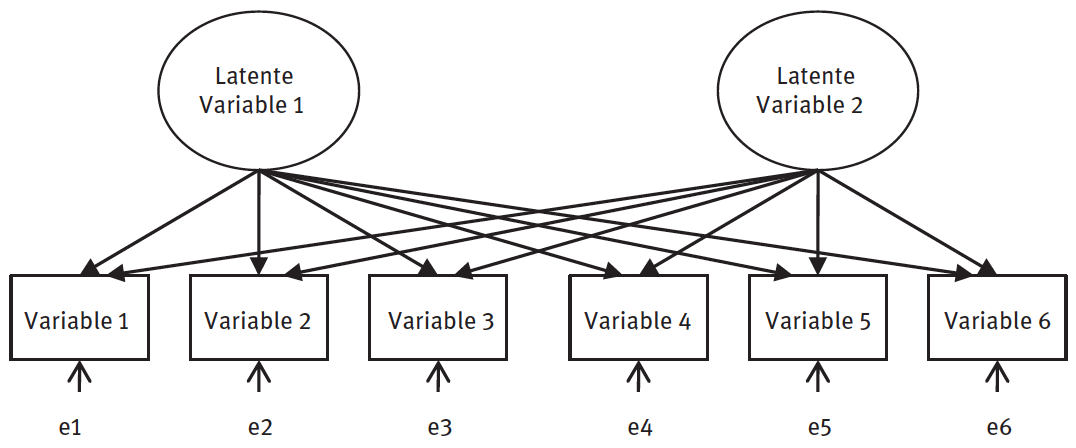 Latente
Variable 1
Latente
Variable 2
Variable 1
Variable 2
Variable 3
Variable 4
Variable 5
Variable 6
e1
e2
e3
e4
e5
e6